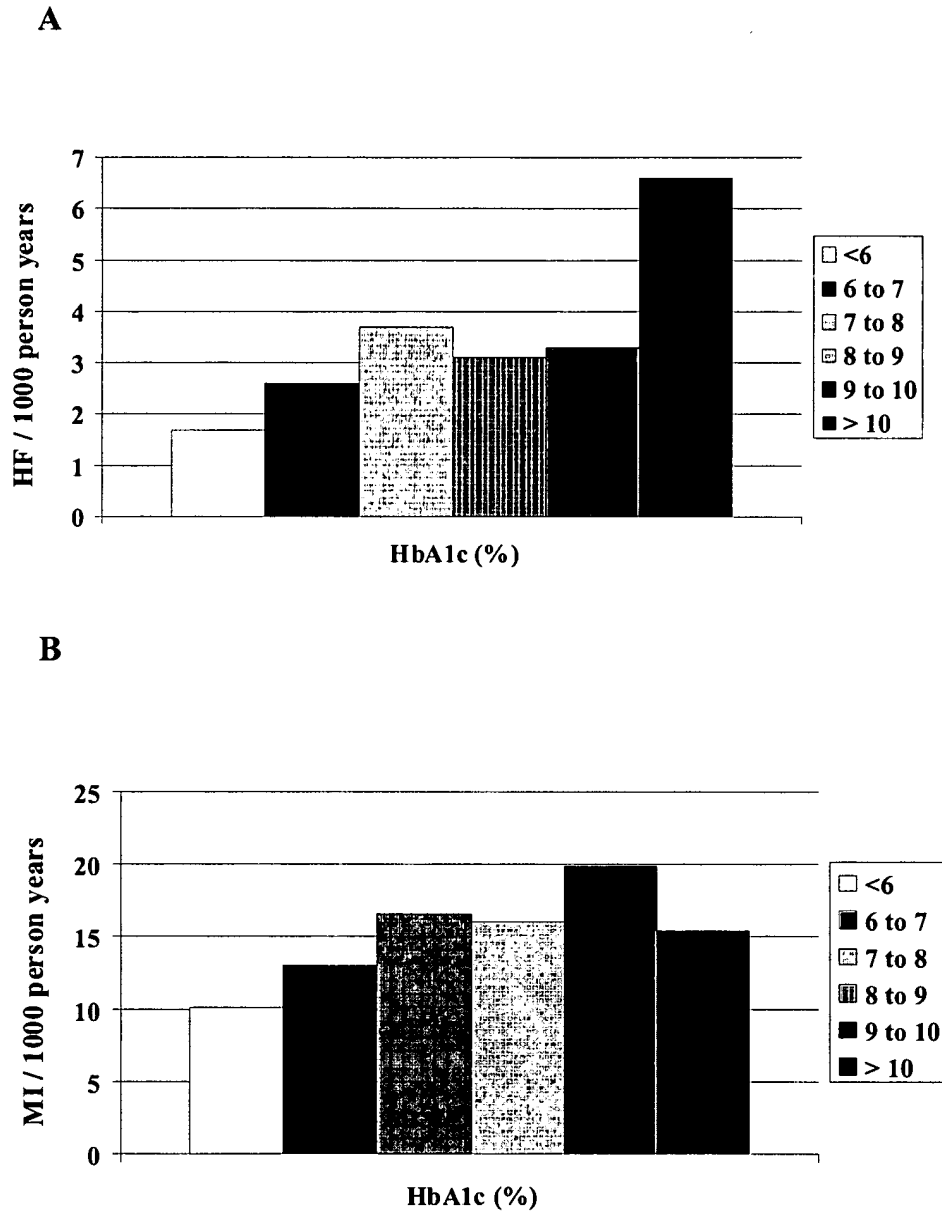 A
7
6
5
4
3
2
1
0
HF / 1000 person years
HbA1c (%)
<6
6 to 7
7 to 8
8 to 9
9 to 10
> 10
B
25
20
15
10
5
0
MI / 1000 person years
HbA1c (%)
<6
6 to 7
7 to 8
8 to 9
9 to 10
> 10